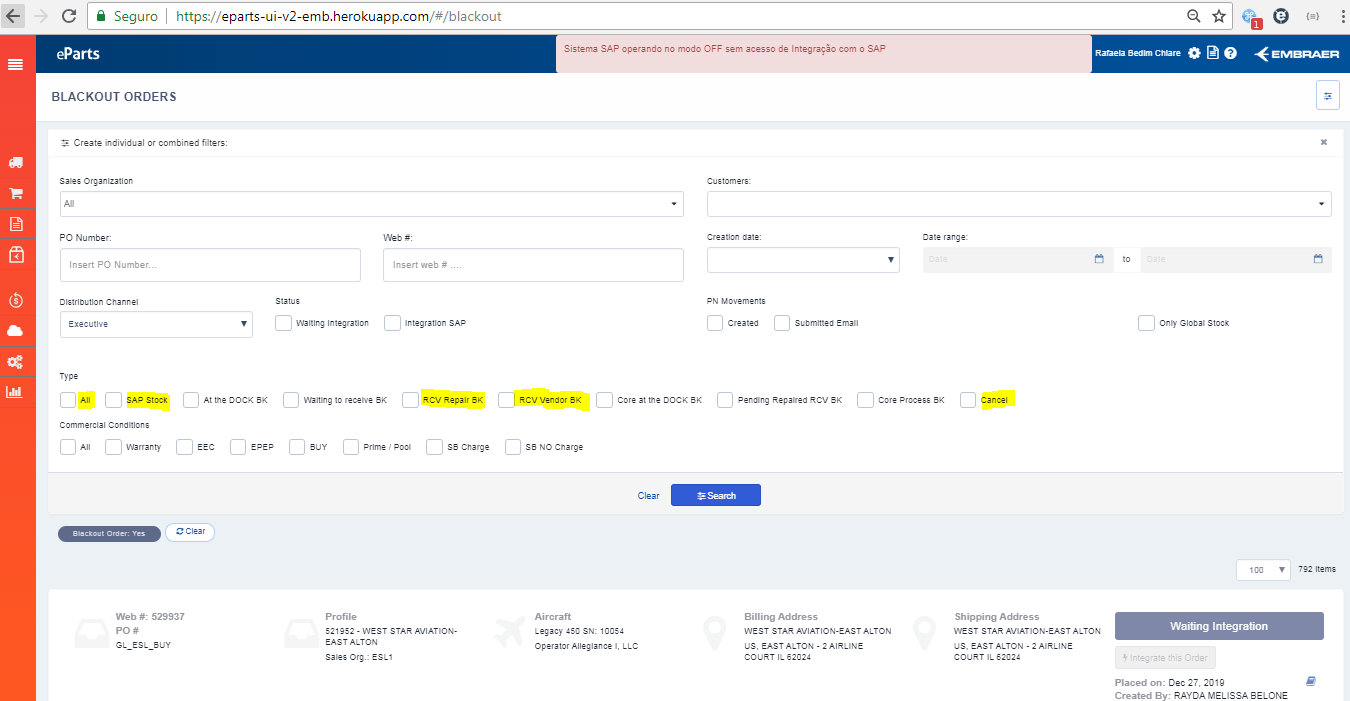 Seguro
https://eparts-ui-v2-emb.herokuapp.com/#/blackout
1
eParts
Sistema SAP operando no modo OFF sem acesso de Integração com o SAP
Rafaela Bedim Chiare
EMBRAER
BLACKOUT ORDERS
Create individual or combined filters:
Sales Organization
Customers:
All
PO Number:
Web #:
Creation date:
Date range:
Insert PO Number...
Insert web # ....
Date
to
Date
Distribution Channel
Status
PN Movements
Executive
Waiting Integration
Integration SAP
Created
Submitted Email
Only Global Stock
Type
All
SAP Stock
At the DOCK BK
Waiting to receive BK
RCV Repair BK
RCV Vendor BK
Core at the DOCK BK
Pending Repaired RCV BK
Core Process BK
Cancel
Commercial Conditions
All
Warranty
EEC
EPEP
BUY
Prime / Pool
SB Charge
SB NO Charge
Clear
Search
Blackout Order: Yes
Clear
100
792 items
Web #: 529937
PO #
GL_ESL_BUY
Profile
521952 - WEST STAR AVIATION-
EAST ALTON
Sales Org.: ESL1
Aircraft
Legacy 450 SN: 10054
Operator Allegiance I, LLC
Billing Address
WEST STAR AVIATION-EAST ALTON
US, EAST ALTON - 2 AIRLINE
COURT IL 62024
Shipping Address
WEST STAR AVIATION-EAST ALTON
US, EAST ALTON - 2 AIRLINE
COURT IL 62024
Waiting Integration
Integrate this Order
Placed on: Dec 27, 2019
Created By: RAYDA MELISSA BELONE